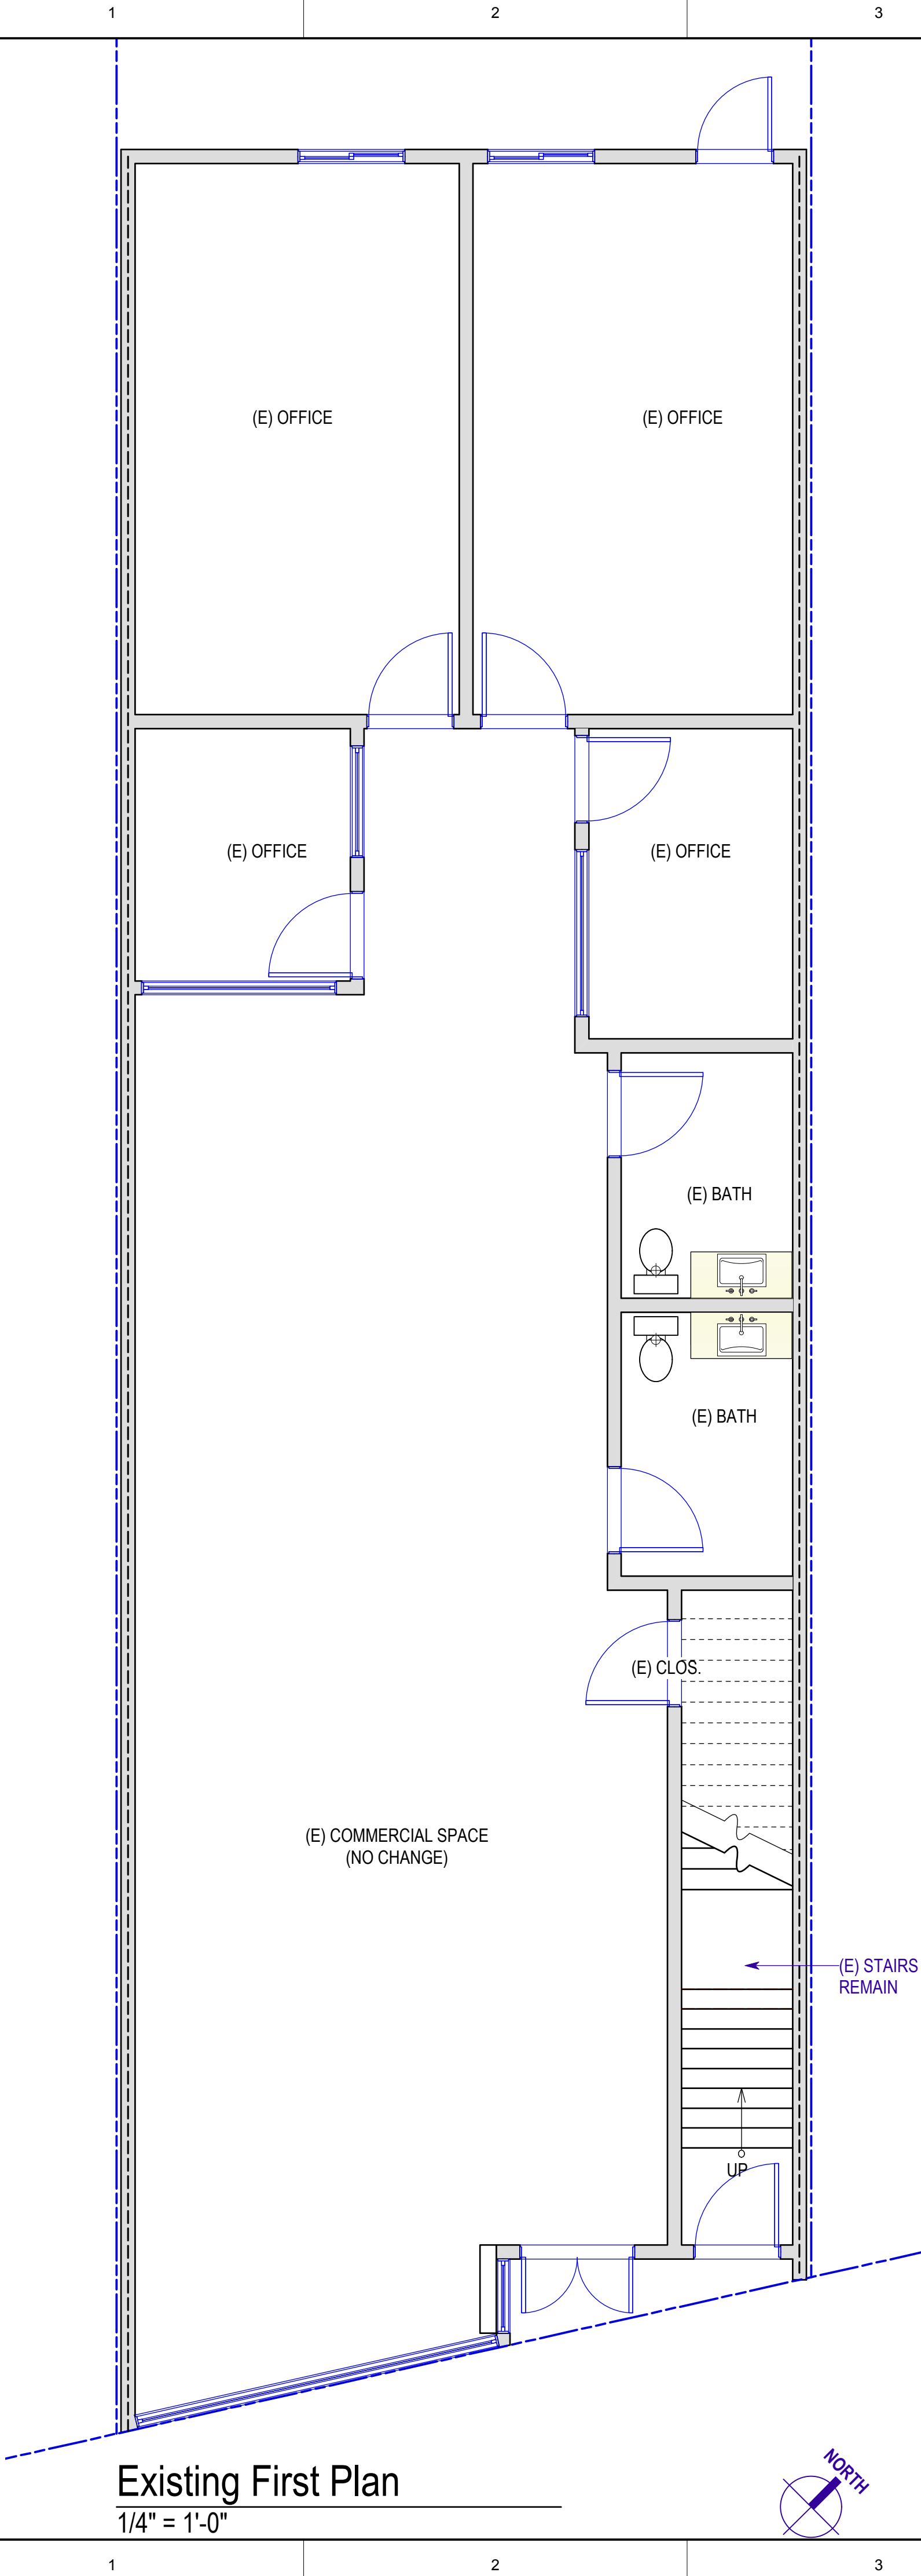 1 2 3
(E) OFFICE (E) OFFICE
(E) OFFICE (E) OFFICE
(E) BATH
(E) BATH
(E) CLOS.
(E) COMMERCIAL SPACE
(NO CHANGE)
(E) STAIRS
REMAIN
UP
Existing First Plan
1/4" = 1'-0"
NORTH
1 2 3